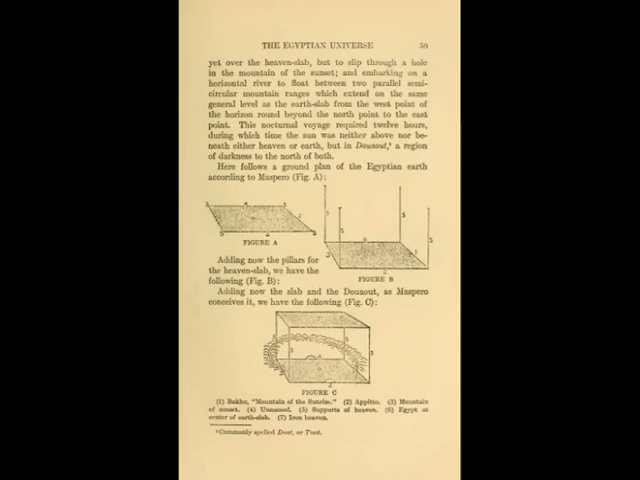 THE EGYPTIAN UNIVERSE 59
yet over the heaven-slab, but to slip through a hole
in the mountain of the sunset; and embarking on a
horizontal river to float between two parallel semi-
circular mountain ranges which extend on the same
general level as the earth-slab from the west point of
the horizon round beyond the north point to the east
point. This nocturnal voyage required twelve hours,
during which time the sun was neither above nor be-
neath either heaven or earth, but in Douaout,¹ a region
of darkness to the north of both.
Here follows a ground plan of the Egyptian earth
according to Maspero (Fig. A):
FIGURE A
Adding now the pillars for
the heaven-slab, we have the
following (Fig. B):
FIGURE B
Adding now the slab and the Douaout, as Maspero
conceives it, we have the following (Fig. C):
FIGURE C
(1) Bakhu, "Mountain of the Sunrise." (2) Apptiso. (3) Mountain
of sunset. (4) Unnamed. (5) Supports of heaven. (6) Egypt at
center of earth-slab. (7) Iron heaven.
¹ Commonly spelled Duat, or Tuat.